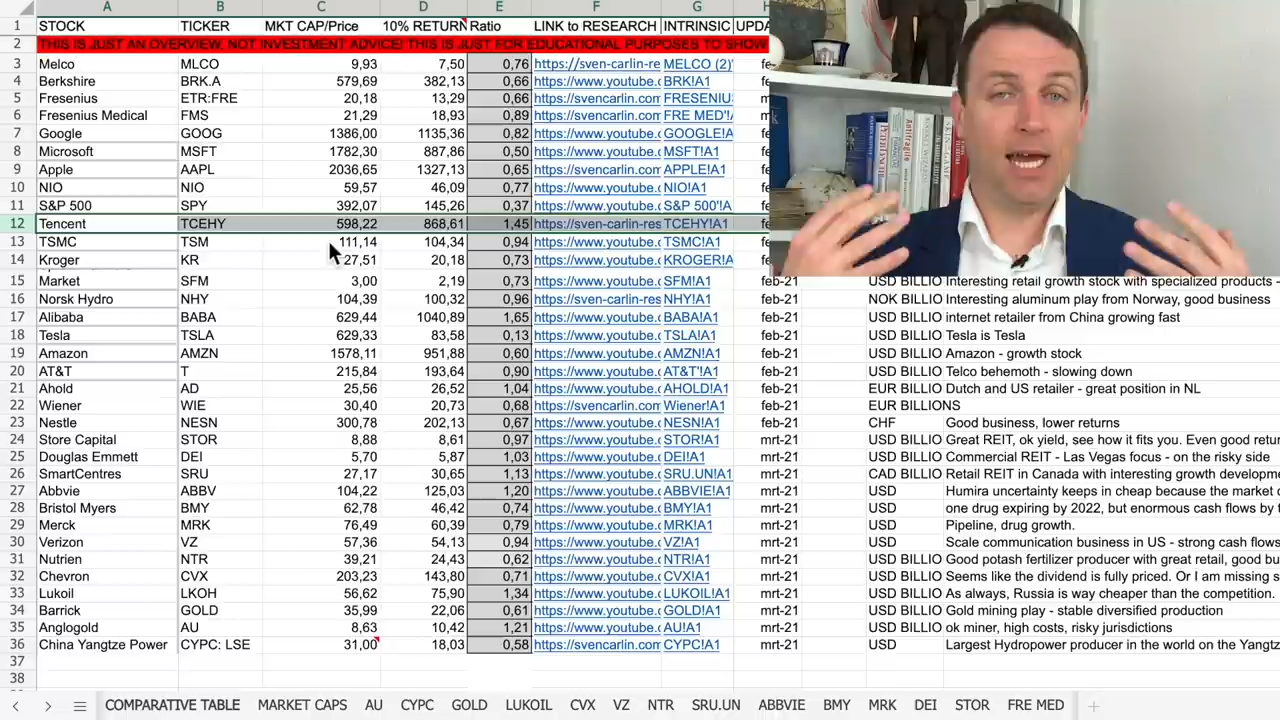 A B C D E F G
1 STOCK TICKER MKT CAP/Price 10% RETURN Ratio LINK to RESEARCH INTRINSIC UPDA
2 THIS IS JUST AN OVERVIEW, NOT INVESTMENT ADVICE! THIS IS JUST FOR EDUCATIONAL PURPOSES TO SHOW
3 Melco MLCO 9,93 7,50 0,76 https://sven-carlin-re MELCO (2)' fe
4 Berkshire BRK.A 579,69 382,13 0,66 https://www.youtube.c BRK!A1 fe
5 Fresenius ETR:FRE 20,18 13,29 0,66 https://svencarlin.com FRESENIU m
6 Fresenius Medical FMS 21,29 18,93 0,89 https://svencarlin.com FRE MED'!A m
7 Google GOOG 1386,00 1135,36 0,82 https://www.youtube.c GOOGLE!A fe
8 Microsoft MSFT 1782,30 887,86 0,50 https://www.youtube.c MSFT!A1 fe
9 Apple AAPL 2036,65 1327,13 0,65 https://www.youtube.c APPLE!A1 fe
10 NIO NIO 59,57 46,09 0,77 https://www.youtube.c NIO!A1 fe
11 S&P 500 SPY 392,07 145,26 0,37 https://www.youtube.c S&P 500'!A fe
12 Tencent TCEHY 598,22 868,61 1,45 https://sven-carlin-res TCEHY!A1 fe
13 TSMC TSM 111,14 104,34 0,94 https://www.youtube.c TSMC!A1 fe
14 Kroger KR 27,51 20,18 0,73 https://www.youtube.c KROGER!A fe
15 Market SFM 3,00 2,19 0,73 https://www.youtube.c SFM!A1 feb-21 USD BILLIO Interesting retail growth stock with specialized products -
16 Norsk Hydro NHY 104,39 100,32 0,96 https://sven-carlin-res NHY!A1 feb-21 NOK BILLIO Interesting aluminum play from Norway, good business
17 Alibaba BABA 629,44 1040,89 1,65 https://www.youtube.c BABA!A1 feb-21 USD BILLIO internet retailer from China growing fast
18 Tesla TSLA 629,33 83,58 0,13 https://www.youtube.c TSLA!A1 feb-21 USD BILLIO Tesla is Tesla
19 Amazon AMZN 1578,11 951,88 0,60 https://www.youtube.c AMZN!A1 feb-21 USD BILLIO Amazon - growth stock
20 AT&T T 215,84 193,64 0,90 https://www.youtube.c AT&T'!A1 feb-21 USD BILLIO Telco behemoth - slowing down
21 Ahold AD 25,56 26,52 1,04 https://www.youtube.c AHOLD!A1 feb-21 EUR BILLIO Dutch and US retailer - great position in NL
22 Wiener WIE 30,40 20,73 0,68 https://svencarlin.com Wiener!A1 feb-21 EUR BILLIONS
23 Nestle NESN 300,78 202,13 0,67 https://www.youtube.c NESN!A1 feb-21 CHF Good business, lower returns
24 Store Capital STOR 8,88 8,61 0,97 https://www.youtube.c STOR!A1 mrt-21 USD BILLIO Great REIT, ok yield, see how it fits you. Even good retur
25 Douglas Emmett DEI 5,70 5,87 1,03 https://www.youtube.c DEI!A1 mrt-21 USD BILLIO Commercial REIT - Las Vegas focus - on the risky side
26 SmartCentres SRU 27,17 30,65 1,13 https://www.youtube.c SRU.UN!A1 mrt-21 CAD BILLIO Retail REIT in Canada with interesting growth developme
27 Abbvie ABBV 104,22 125,03 1,20 https://www.youtube.c ABBVIE!A1 mrt-21 USD Humira uncertainty keeps in cheap because the market c
28 Bristol Myers BMY 62,78 46,42 0,74 https://www.youtube.c BMY!A1 mrt-21 USD one drug expiring by 2022, but enormous cash flows by t
29 Merck MRK 76,49 60,39 0,79 https://www.youtube.c MRK!A1 mrt-21 USD Pipeline, drug growth.
30 Verizon VZ 57,36 54,13 0,94 https://www.youtube.c VZ!A1 mrt-21 USD Scale communication business in US - strong cash flows
31 Nutrien NTR 39,21 24,43 0,62 https://www.youtube.c NTR!A1 mrt-21 USD BILLIO Good potash fertilizer producer with great retail, good bu
32 Chevron CVX 203,23 143,80 0,71 https://www.youtube.c CVX!A1 mrt-21 USD BILLIO Seems like the dividend is fully priced. Or I am missing s
33 Lukoil LKOH 56,62 75,90 1,34 https://www.youtube.c LUKOIL!A1 mrt-21 USD BILLIO As always, Russia is way cheaper than the competition.
34 Barrick GOLD 35,99 22,06 0,61 https://www.youtube.c GOLD!A1 mrt-21 USD BILLIO Gold mining play - stable diversified production
35 Anglogold AU 8,63 10,42 1,21 https://www.youtube.c AU!A1 mrt-21 USD BILLIO ok miner, high costs, risky jurisdictions
36 China Yangtze Power CYPC: LSE 31,00 18,03 0,58 https://svencarlin.com CYPC!A1 mrt-21 USD Largest Hydropower producer in the world on the Yangtz
37
38
COMPARATIVE TABLE MARKET CAPS AU CYPC GOLD LUKOIL CVX VZ NTR SRU.UN ABBVIE BMY MRK DEI STOR FRE MED
Antifragile